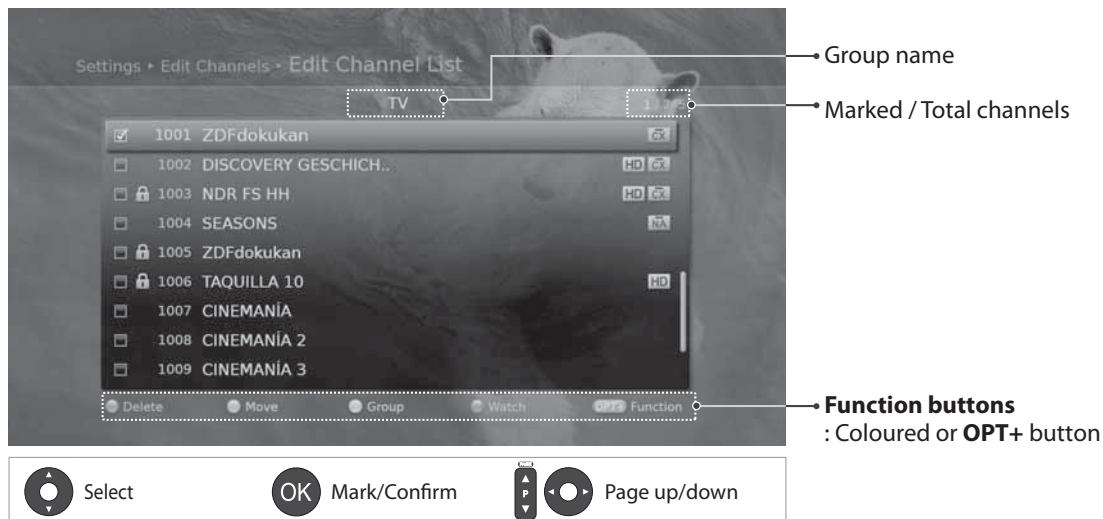 Settings • Edit Channels • Edit Channel List
Group name
TV
Marked / Total channels
1001 ZDFdokukan
1002 DISCOVERY GESCHICH.. HD
1003 NDR FS HH HD
1004 SEASONS NA
1005 ZDFdokukan
1006 TAQUILLA 10 HD
1007 CINEMANÍA
1008 CINEMANÍA 2
1009 CINEMANÍA 3
Delete Move Group Watch OPT+ Function
Function buttons
: Coloured or OPT+ button
Select OK Mark/Confirm P Page up/down